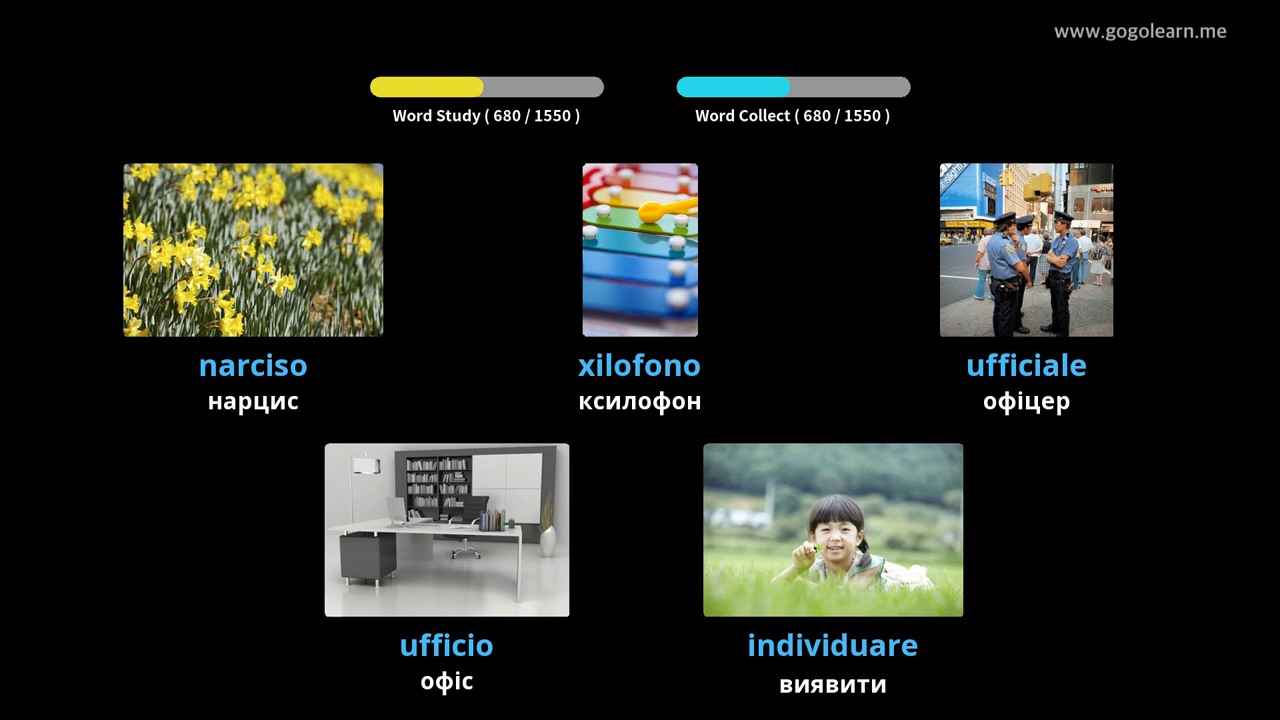 www.gogolearn.me
Word Study ( 680 / 1550 )
Word Collect ( 680 / 1550 )
narciso
нарцис
xilofono
ксилофон
ufficiale
офіцер
ufficio
офіс
individuare
виявити